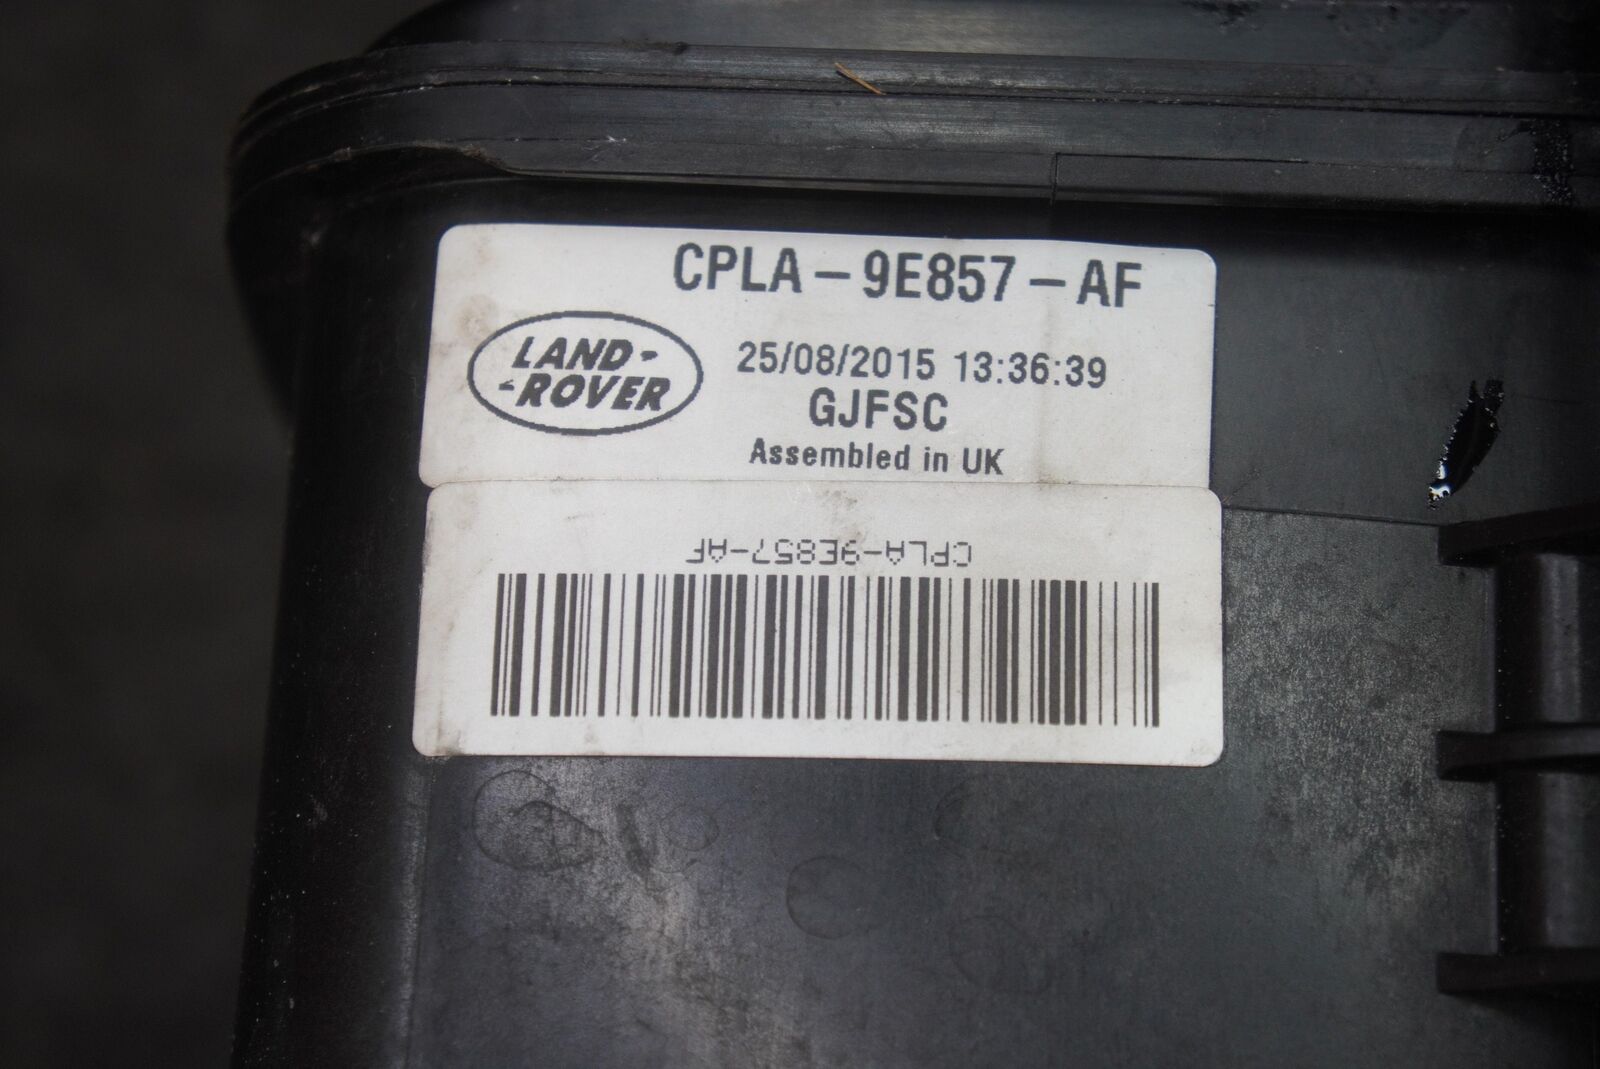 CPLA-9E857-AF
LAND-
-ROVER
25/08/2015 13:36:39
GJFSC
Assembled in UK
CPLA-9E857-AF